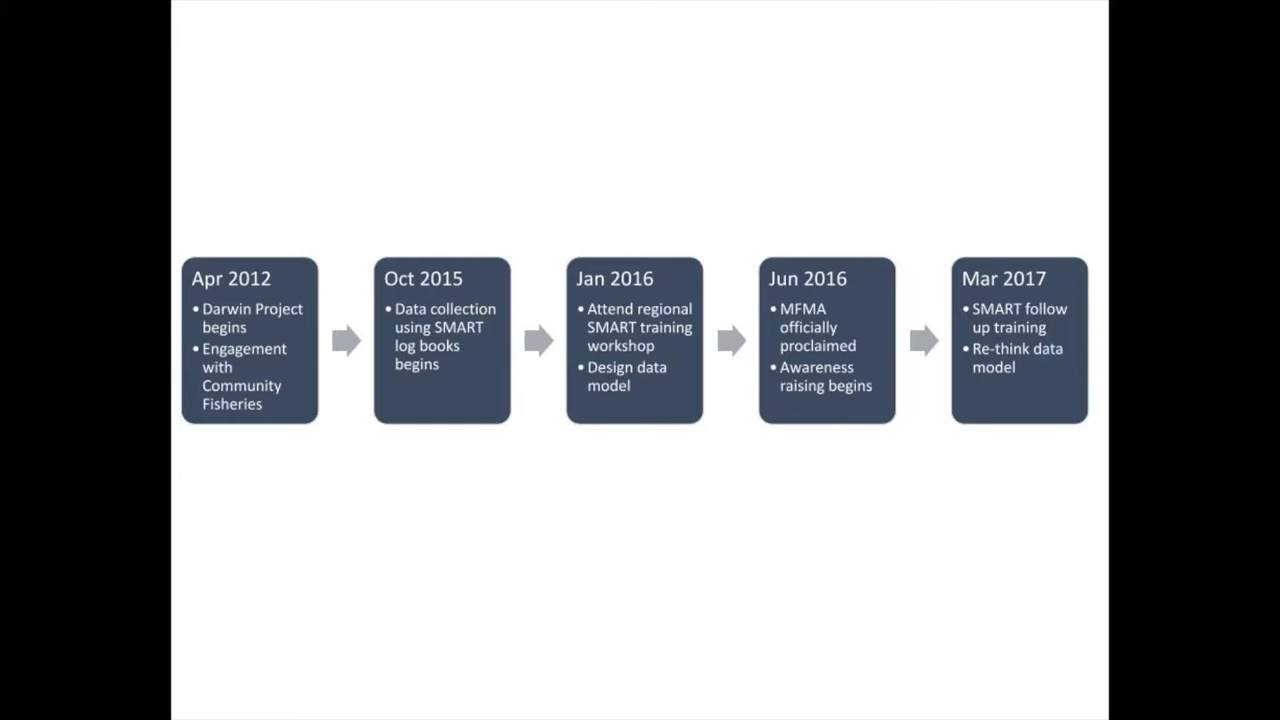 Apr 2012
• Darwin Project
begins
• Engagement
with
Community
Fisheries
Oct 2015
• Data collection
using SMART
log books
begins
Jan 2016
• Attend regional
SMART training
workshop
• Design data
model
Jun 2016
• MFMA
officially
proclaimed
• Awareness
raising begins
Mar 2017
• SMART follow
up training
• Re-think data
model